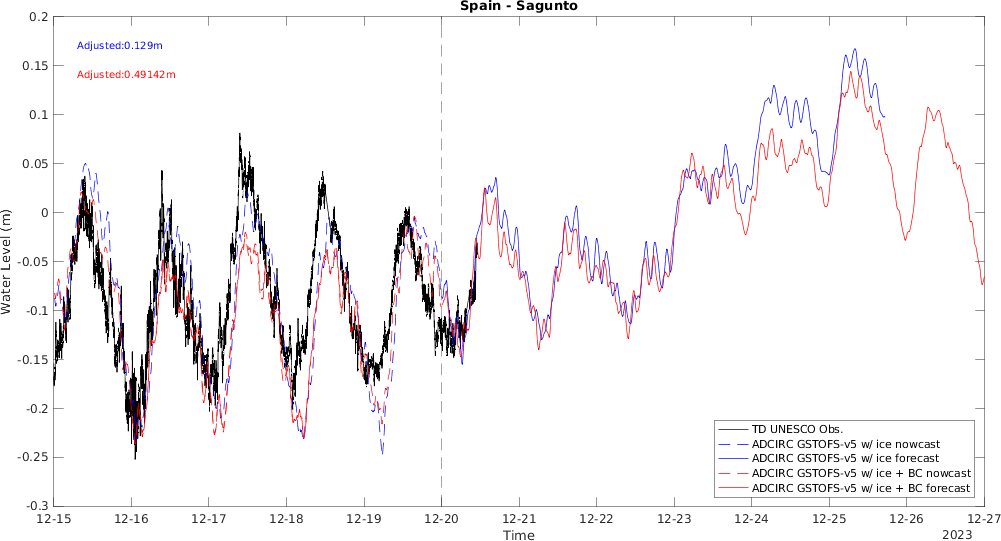 Spain - Sagunto
Adjusted:0.129m
Adjusted:0.49142m
0.2
0.15
0.1
0.05
0
-0.05
-0.1
-0.15
-0.2
-0.25
-0.3
Water Level (m)
TD UNESCO Obs.
ADCIRC GSTOFS-v5 w/ ice nowcast
ADCIRC GSTOFS-v5 w/ ice forecast
ADCIRC GSTOFS-v5 w/ ice + BC nowcast
ADCIRC GSTOFS-v5 w/ ice + BC forecast
12-15 12-16 12-17 12-18 12-19 12-20 12-21 12-22 12-23 12-24 12-25 12-26 12-27
Time
2023